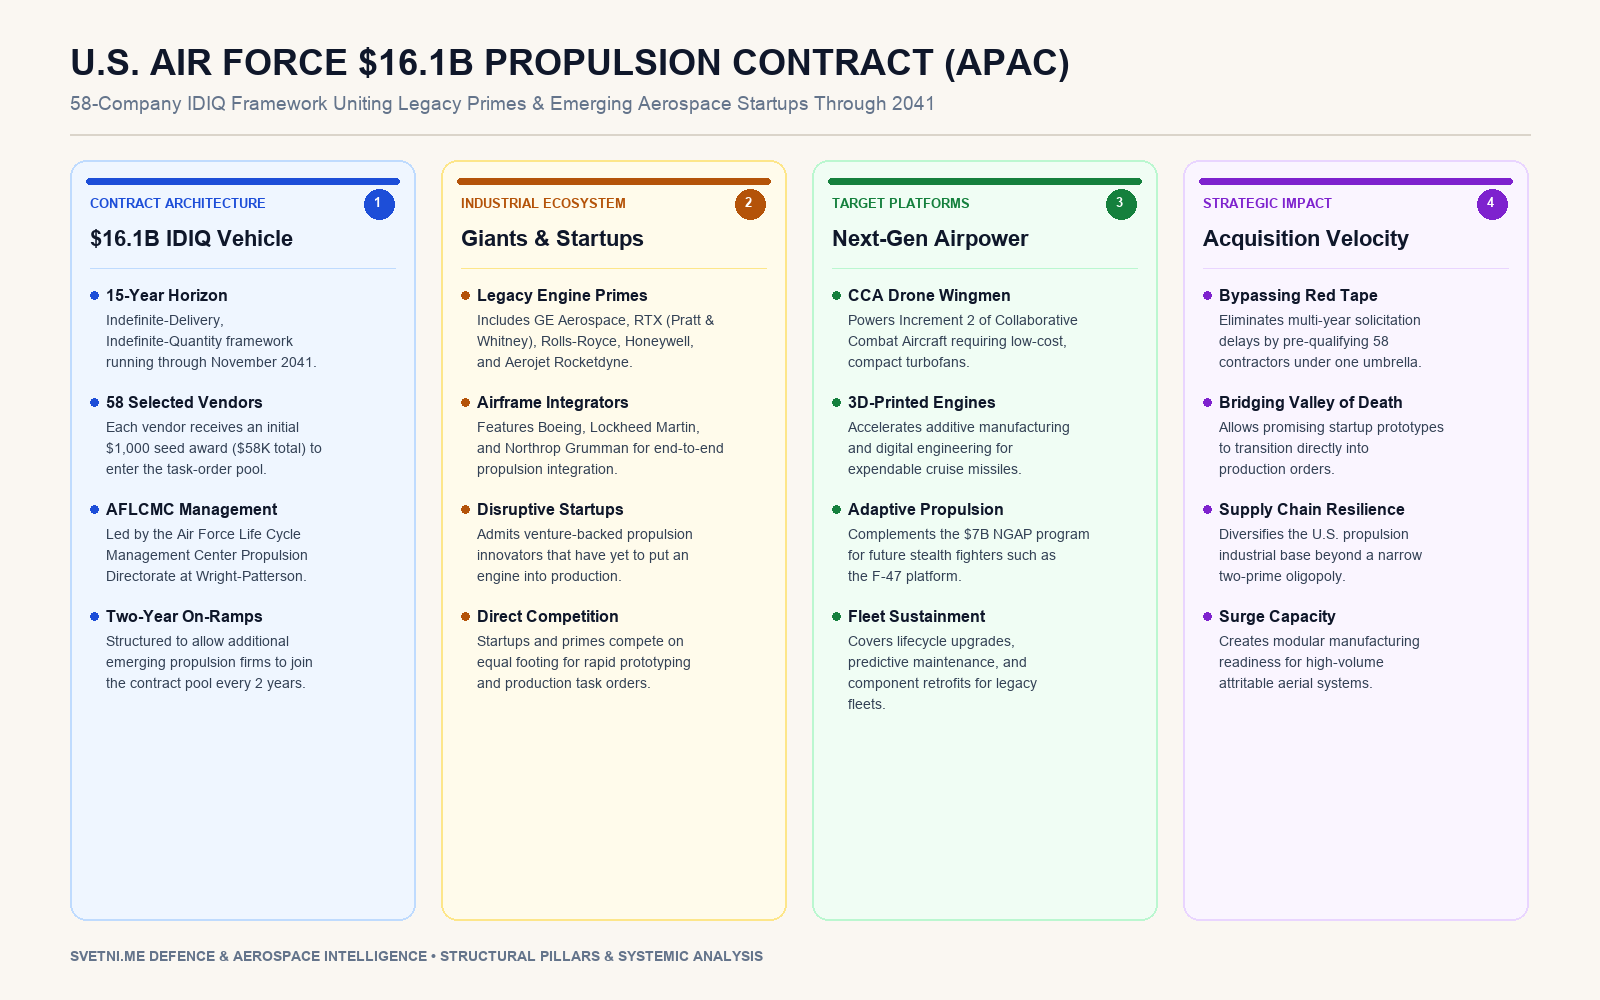 U.S. AIR FORCE $16.1B PROPULSION CONTRACT (APAC)
58-Company IDIQ Framework Uniting Legacy Primes & Emerging Aerospace Startups Through 2041
CONTRACT ARCHITECTURE
1
$16.1B IDIQ Vehicle
15-Year Horizon
Indefinite-Delivery,
Indefinite-Quantity framework
running through November 2041.
58 Selected Vendors
Each vendor receives an initial
$1,000 seed award ($58K total) to
enter the task-order pool.
AFLCMC Management
Led by the Air Force Life Cycle
Management Center Propulsion
Directorate at Wright-Patterson.
Two-Year On-Ramps
Structured to allow additional
emerging propulsion firms to join
the contract pool every 2 years.
INDUSTRIAL ECOSYSTEM
2
Giants & Startups
Legacy Engine Primes
Includes GE Aerospace, RTX (Pratt &
Whitney), Rolls-Royce, Honeywell,
and Aerojet Rocketdyne.
Airframe Integrators
Features Boeing, Lockheed Martin,
and Northrop Grumman for end-to-end
propulsion integration.
Disruptive Startups
Admits venture-backed propulsion
innovators that have yet to put an
engine into production.
Direct Competition
Startups and primes compete on
equal footing for rapid prototyping
and production task orders.
TARGET PLATFORMS
3
Next-Gen Airpower
CCA Drone Wingmen
Powers Increment 2 of Collaborative
Combat Aircraft requiring low-cost,
compact turbofans.
3D-Printed Engines
Accelerates additive manufacturing
and digital engineering for
expendable cruise missiles.
Adaptive Propulsion
Complements the $7B NGAP program
for future stealth fighters such as
the F-47 platform.
Fleet Sustainment
Covers lifecycle upgrades,
predictive maintenance, and
component retrofits for legacy
fleets.
STRATEGIC IMPACT
4
Acquisition Velocity
Bypassing Red Tape
Eliminates multi-year solicitation
delays by pre-qualifying 58
contractors under one umbrella.
Bridging Valley of Death
Allows promising startup prototypes
to transition directly into
production orders.
Supply Chain Resilience
Diversifies the U.S. propulsion
industrial base beyond a narrow
two-prime oligopoly.
Surge Capacity
Creates modular manufacturing
readiness for high-volume
attritable aerial systems.
SVETNI.ME DEFENCE & AEROSPACE INTELLIGENCE • STRUCTURAL PILLARS & SYSTEMIC ANALYSIS